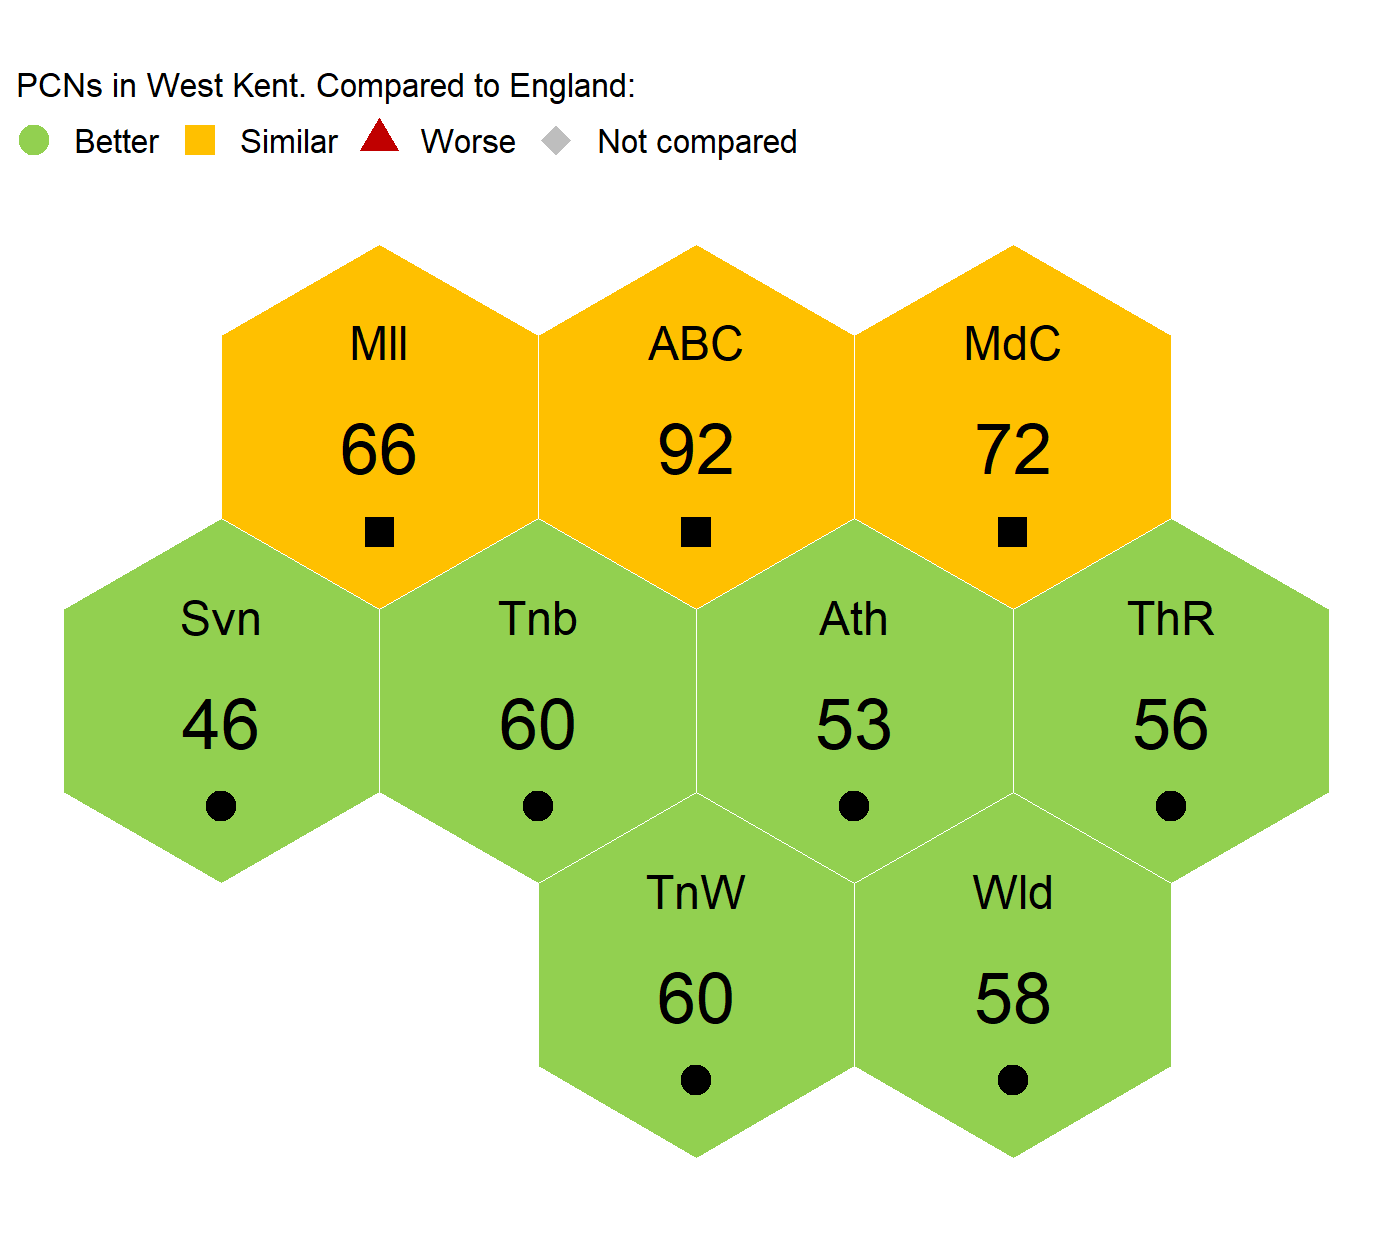 PCNs in West Kent. Compared to England:
Better Similar Worse Not compared
Mll ABC MdC
66 92 72
Svn Tnb Ath ThR
46 60 53 56
TnW Wld
60 58